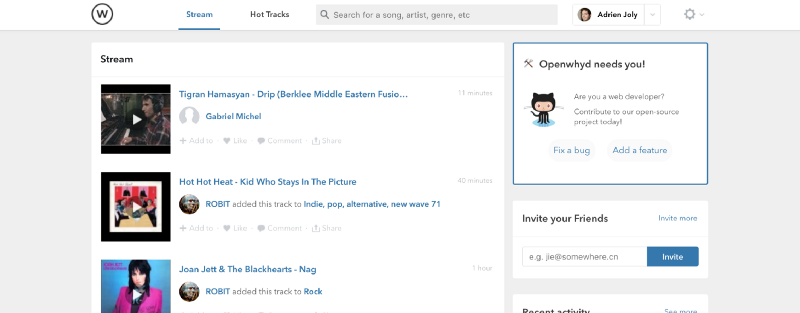 W
Stream
Hot Tracks
Search for a song, artist, genre, etc
Adrien Joly
Stream
Tigran Hamasyan - Drip (Berklee Middle Eastern Fusio...
11 minutes
Gabriel Michel
Add to · Like · Comment Share
Hot Hot Heat - Kid Who Stays In The Picture
40 minutes
ROBIT added this track to Indie, pop, alternative, new wave 71
Add to · Like · Comment Share
Joan Jett & The Blackhearts - Nag
1 hour
ROBIT added this track to Rock
Openwhyd needs you!
Are you a web developer?
Contribute to our open-source
project today!
Fix a bug
Add a feature
Invite your Friends
Invite more
e.g. jie@somewhere.cn
Invite
Recent activity
See more